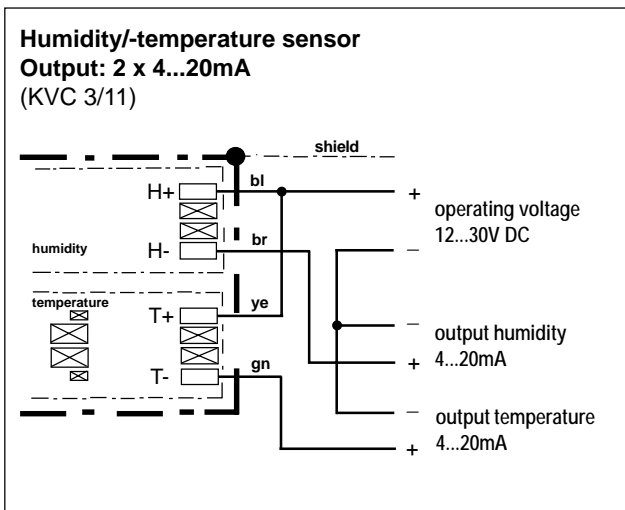 Humidity/-temperature sensor
Output: 2 x 4...20mA
(KVC 3/11)
shield
bl
H+
+
operating voltage
12...30V DC
humidity
H-
br
–
temperature
T+
ye
–
output humidity
4...20mA
+
T-
gn
–
output temperature
4...20mA
+